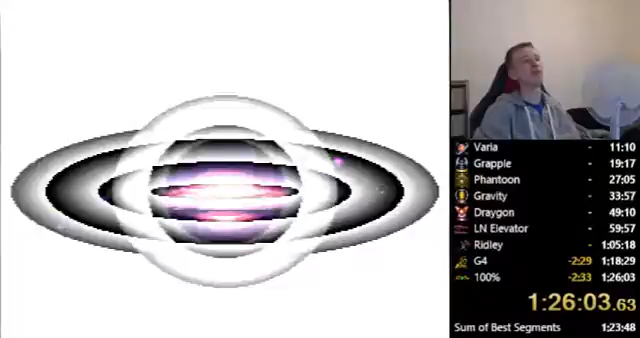 Varia - 11:10
Grapple - 19:17
Phantoon - 27:05
Gravity - 33:57
Draygon - 49:10
LN Elevator - 59:57
Ridley - 1:05:18
G4 -2:29 1:18:29
100% -2:33 1:26:03
1:26:03.63
Sum of Best Segments 1:23:48